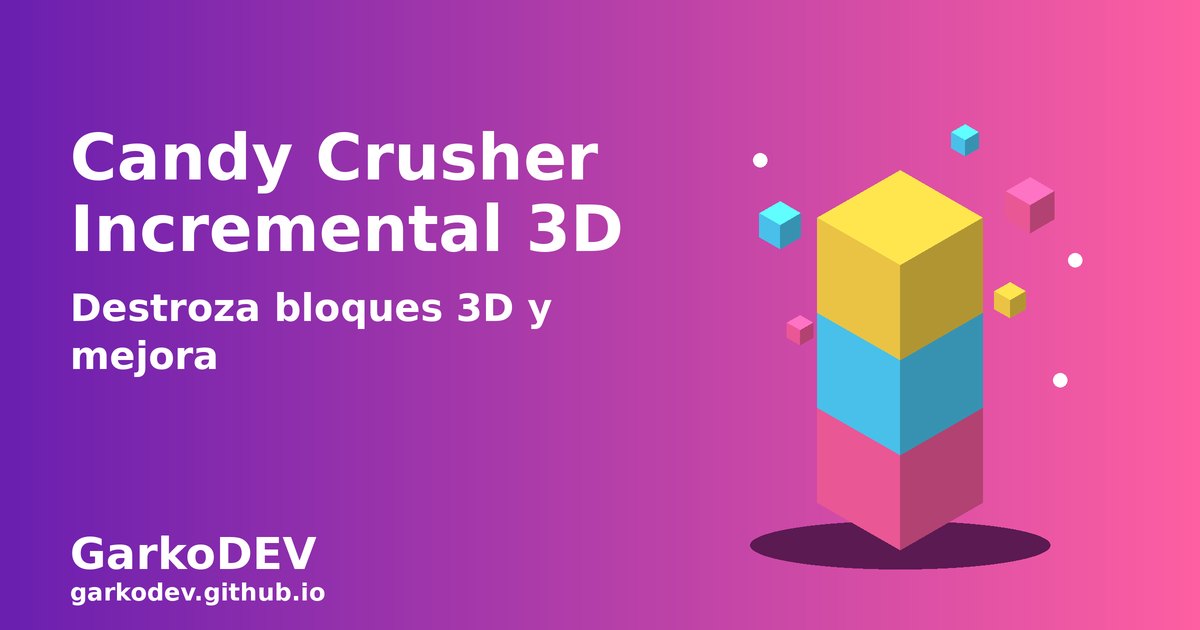 Candy Crusher
Incremental 3D
Destroza bloques 3D y
mejora
GarkoDEV
garkodev.github.io